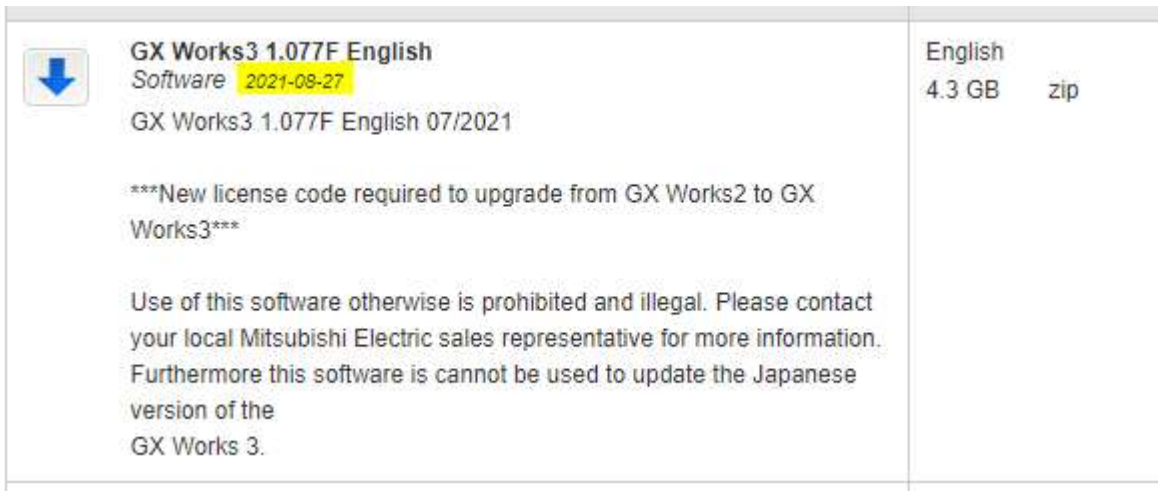 GX Works3 1.077F English
Software 2021-08-27
GX Works3 1.077F English 07/2021
***New license code required to upgrade from GX Works2 to GX
Works3***
Use of this software otherwise is prohibited and illegal. Please contact
your local Mitsubishi Electric sales representative for more information.
Furthermore this software is cannot be used to update the Japanese
version of the
GX Works 3.
English
4.3 GB zip